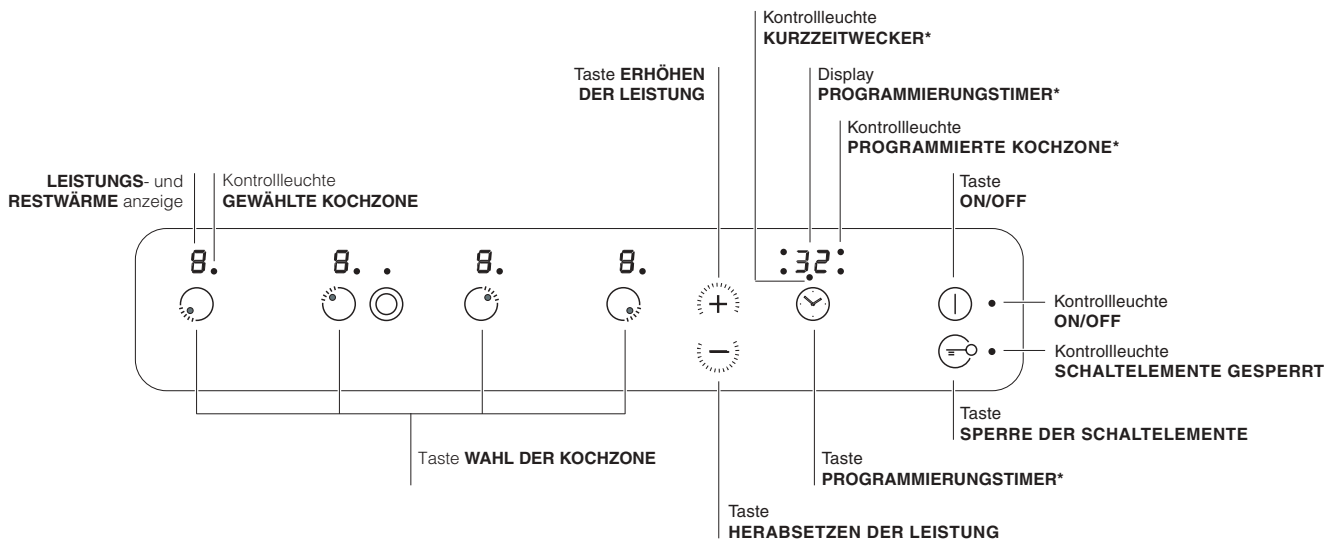 Kontrollleuchte
KURZZEITWECKER*
Taste ERHÖHEN
DER LEISTUNG
Display
PROGRAMMIERUNGSTIMER*
Kontrollleuchte
PROGRAMMIERTE KOCHZONE*
LEISTUNGS- und
RESTWÄRME anzeige
Kontrollleuchte
GEWÄHLTE KOCHZONE
Taste
ON/OFF
8. 8. . 8. 8. :32:
Kontrollleuchte
ON/OFF
Kontrollleuchte
SCHALTELEMENTE GESPERRT
Taste
SPERRE DER SCHALTELEMENTE
Taste WAHL DER KOCHZONE
Taste
PROGRAMMIERUNGSTIMER*
Taste
HERABSETZEN DER LEISTUNG